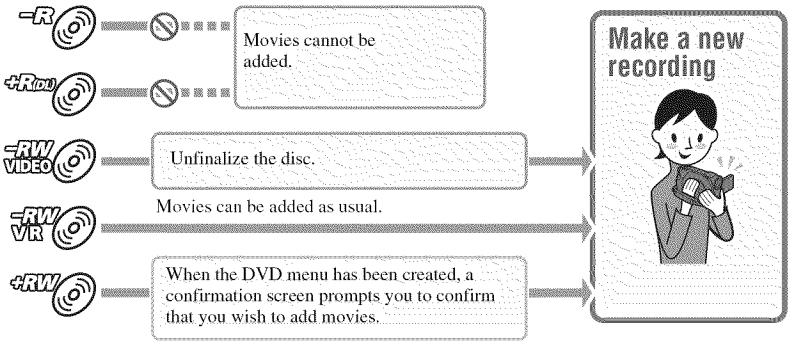 -R
Movies cannot be
added.
+R(DL)
Make a new
recording
-RW
VIDEO
Unfinalize the disc.
Movies can be added as usual.
-RW
VR
+RW
When the DVD menu has been created, a
confirmation screen prompts you to confirm
that you wish to add movies.